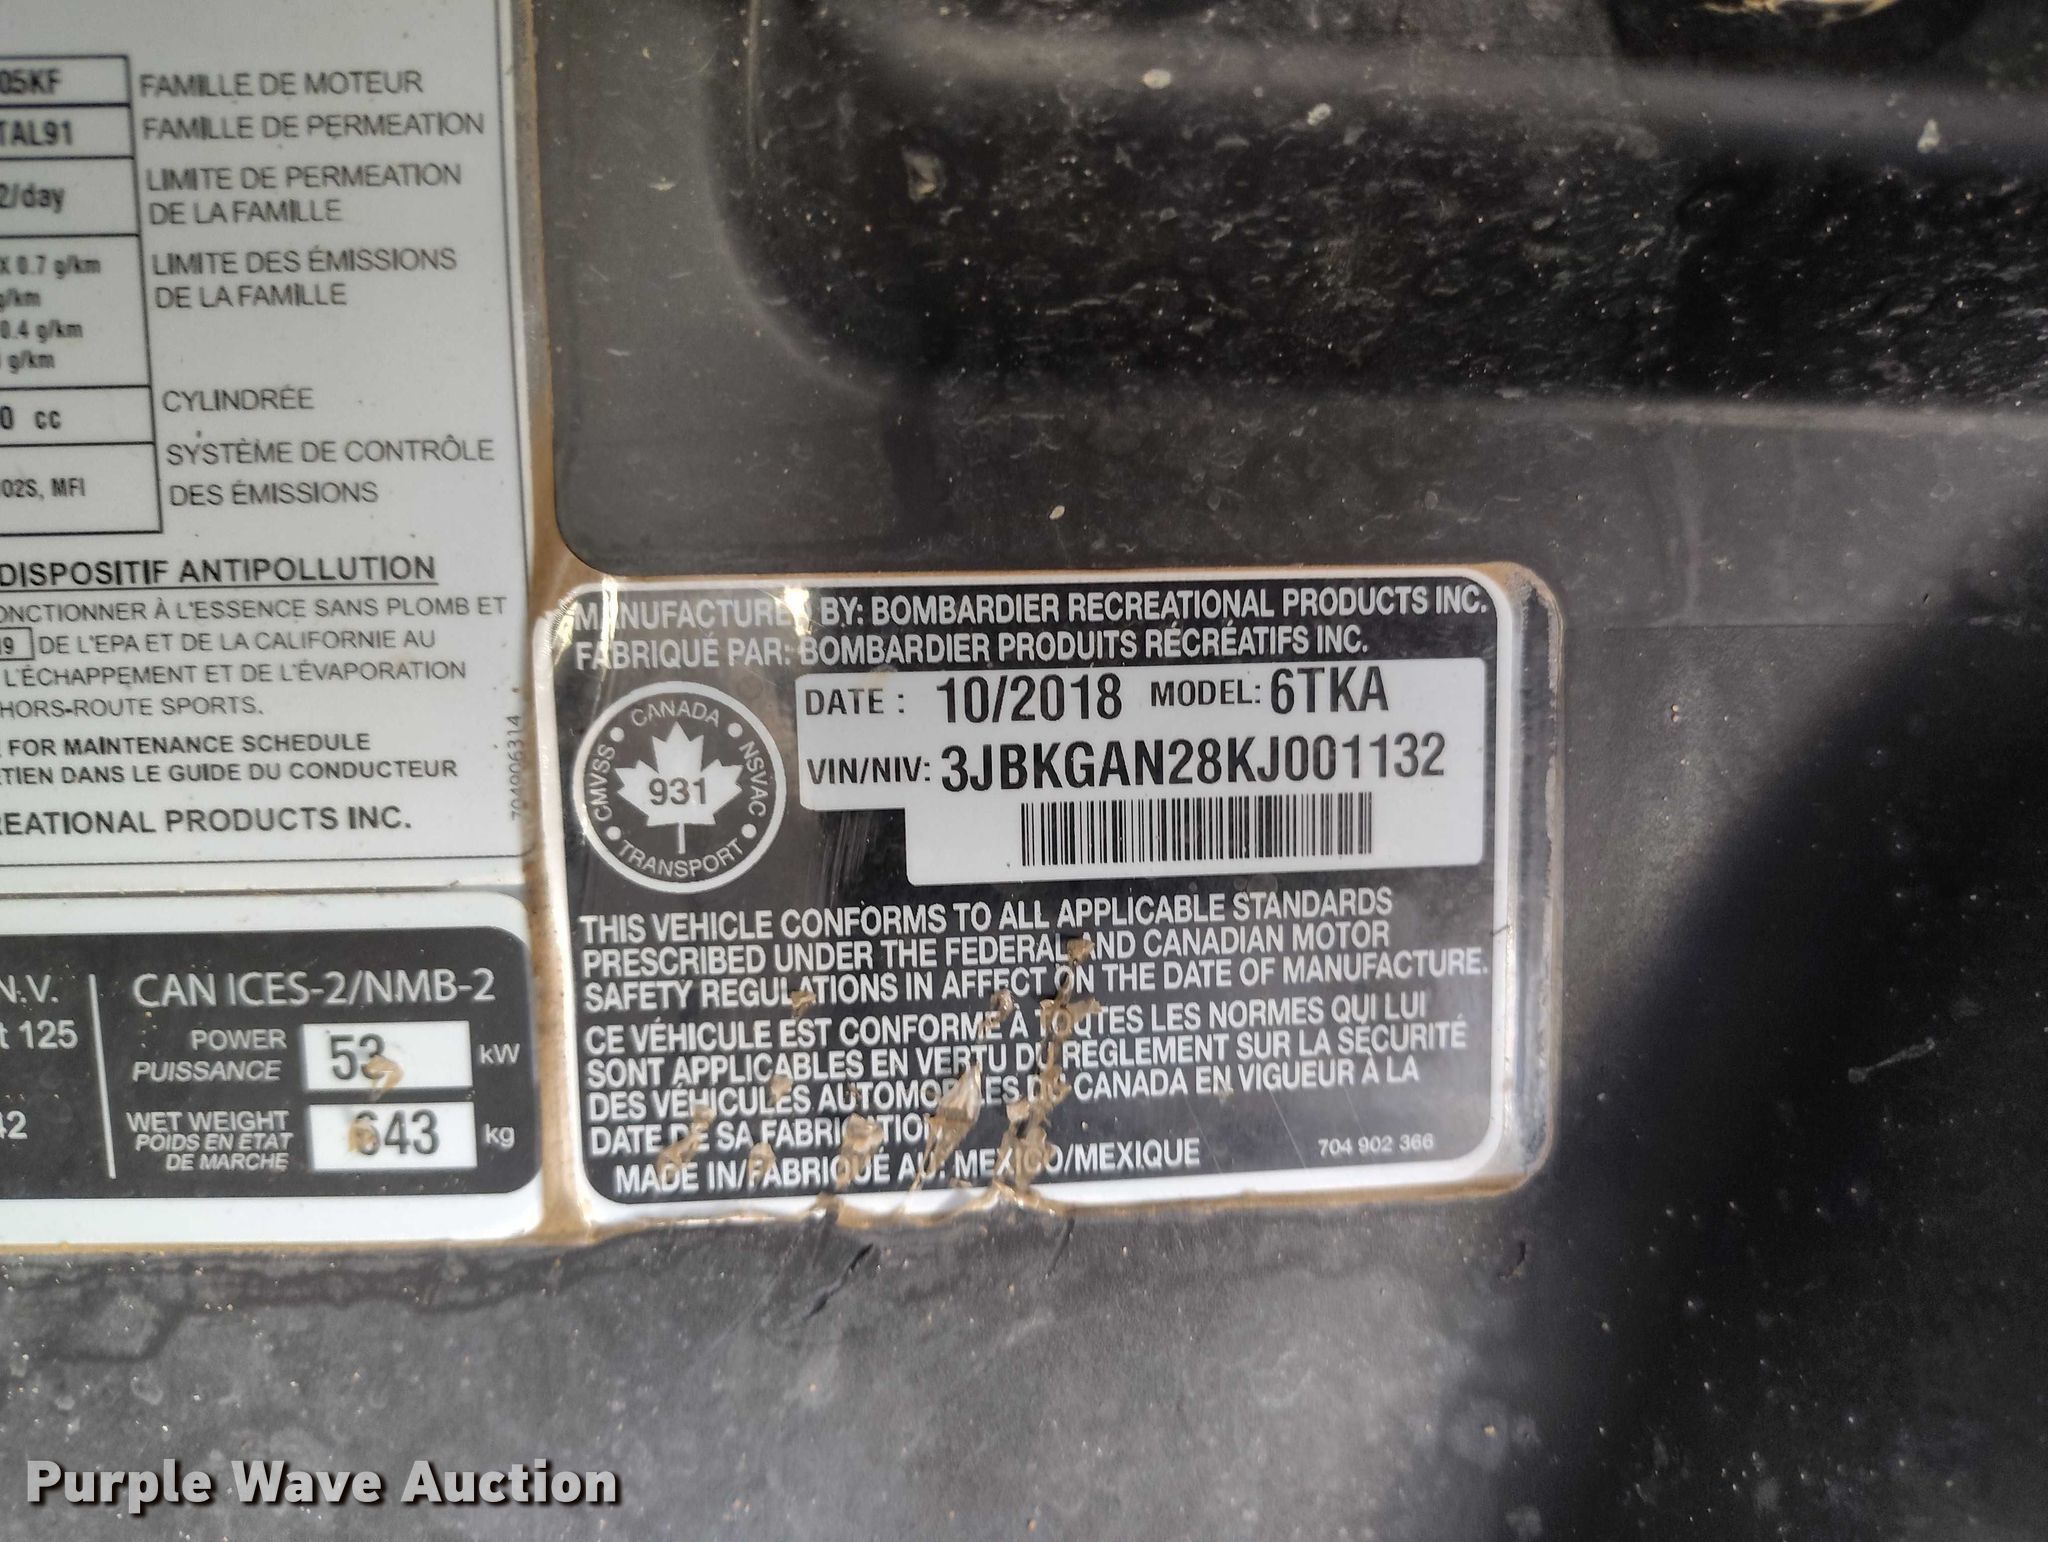 05KF FAMILLE DE MOTEUR
TAL91 FAMILLE DE PERMEATION
2/day LIMITE DE PERMEATION
DE LA FAMILLE
X 0.7 g/km LIMITE DES ÉMISSIONS
g/km DE LA FAMILLE
0.4 g/km
g/km
0 cc CYLINDRÉE
SYSTÈME DE CONTRÔLE
02S, MFI DES ÉMISSIONS
DISPOSITIF ANTIPOLLUTION
ONCTIONNER À L'ESSENCE SANS PLOMB ET
19 DE L'EPA ET DE LA CALIFORNIE AU
L'ÉCHAPPEMENT ET DE L'ÉVAPORATION
HORS-ROUTE SPORTS.
FOR MAINTENANCE SCHEDULE
TIEN DANS LE GUIDE DU CONDUCTEUR
EATIONAL PRODUCTS INC.
704906314
N.V.
t 125
12
CAN ICES-2/NMB-2
POWER
PUISSANCE 53 kW
WET WEIGHT
POIDS EN ETAT
DE MARCHE 643 kg
MANUFACTURED BY: BOMBARDIER RECREATIONAL PRODUCTS INC.
FABRIQUÉ PAR: BOMBARDIER PRODUITS RÉCRÉATIFS INC.
CANADA • NSVAC • TRANSPORT • CMVSS •
931
DATE : 10/2018 MODEL: 6TKA
VIN/NIV: 3JBKGAN28KJ001132
THIS VEHICLE CONFORMS TO ALL APPLICABLE STANDARDS
PRESCRIBED UNDER THE FEDERAL AND CANADIAN MOTOR
SAFETY REGULATIONS IN AFFECT ON THE DATE OF MANUFACTURE.
CE VÉHICULE EST CONFORME À TOUTES LES NORMES QUI LUI
SONT APPLICABLES EN VERTU DU RÈGLEMENT SUR LA SÉCURITÉ
DES VÉHICULES AUTOMOBILES DU CANADA EN VIGUEUR À LA
DATE DE SA FABRICATION.
MADE IN/FABRIQUÉ AU: MEXICO/MEXIQUE 704 902 366
Purple Wave Auction